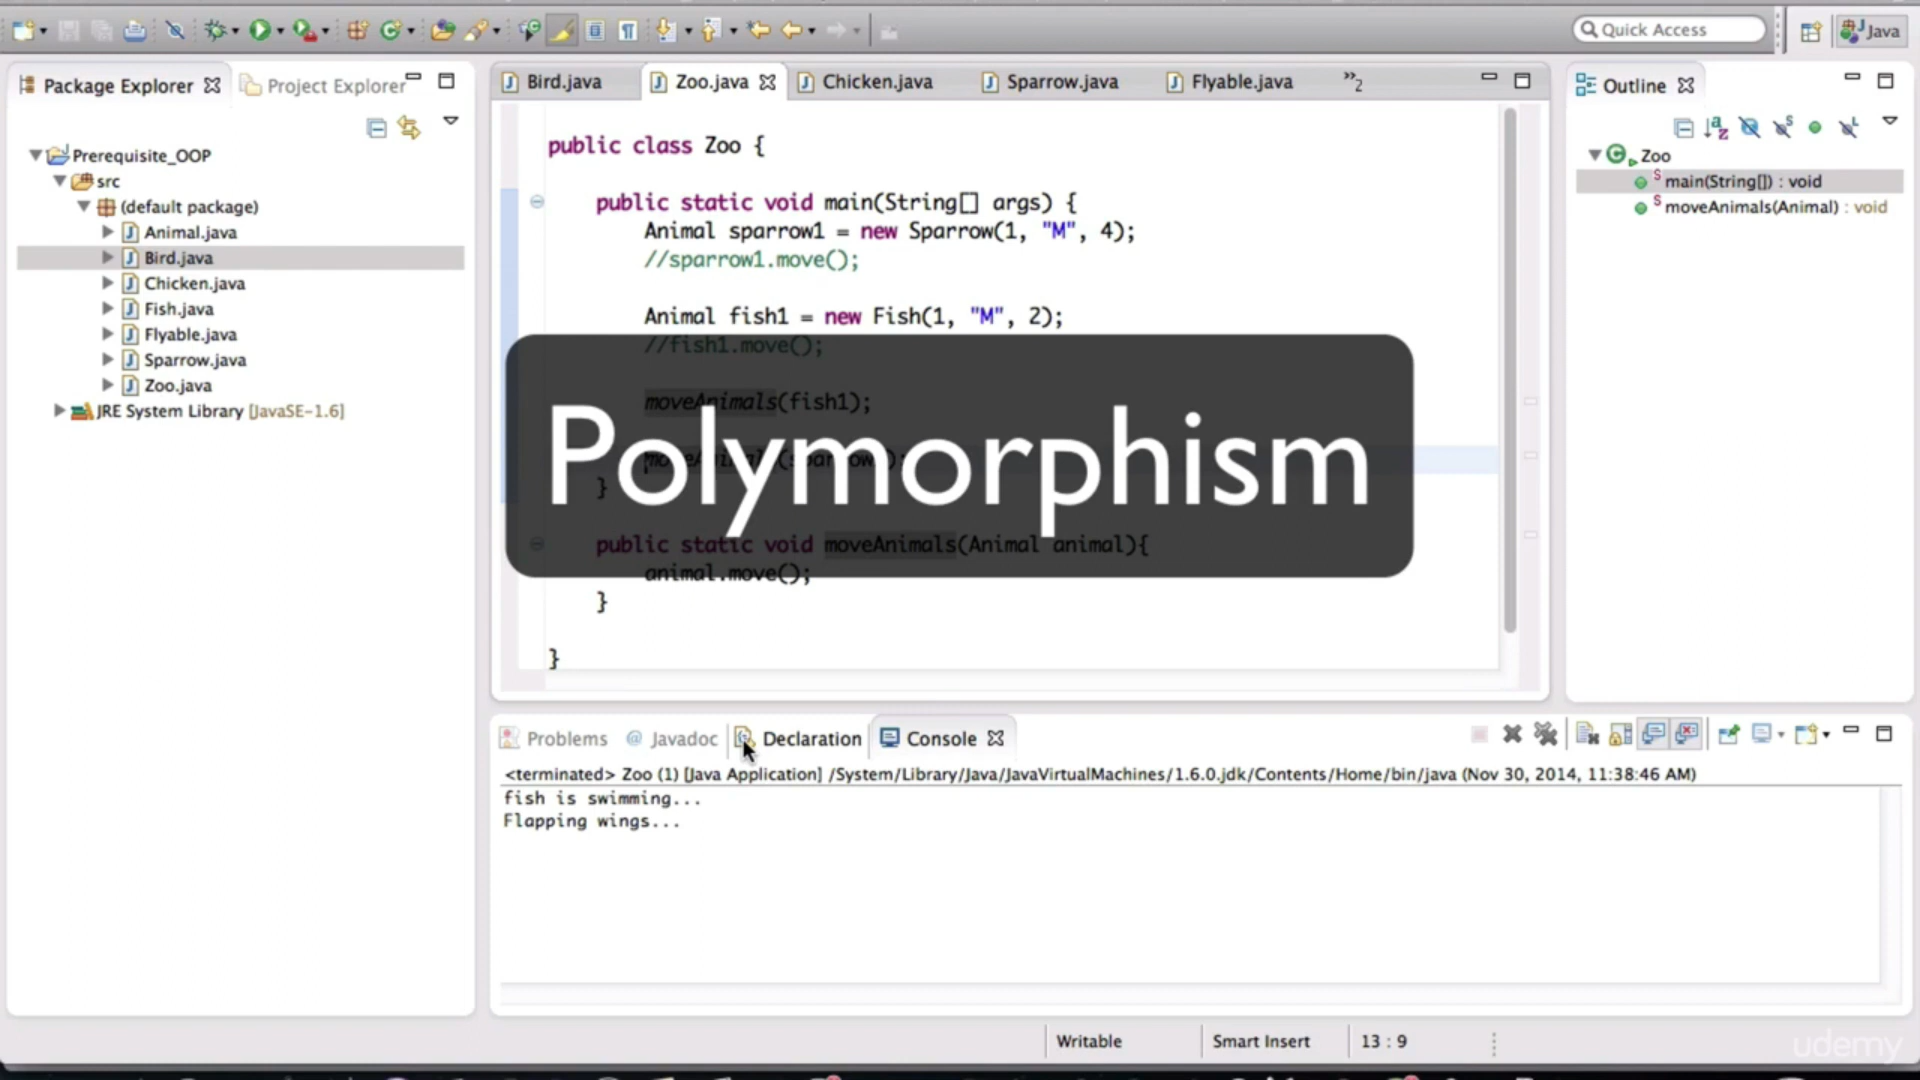 Quick Access
Java
Package Explorer
Project Explorer
Bird.java
Zoo.java
Chicken.java
Sparrow.java
Flyable.java
»2
Outline
Prerequisite_OOP
src
(default package)
Animal.java
Bird.java
Chicken.java
Fish.java
Flyable.java
Sparrow.java
Zoo.java
JRE System Library [JavaSE-1.6]
public class Zoo {
public static void main(String[] args) {
Animal sparrow1 = new Sparrow(1, "M", 4);
//sparrow1.move();
Animal fish1 = new Fish(1, "M", 2);
//fish1.move();
moveAnimals(fish1);
Polymorphism
}
public static void moveAnimals(Animal animal){
animal.move();
}
}
Zoo
main(String[]) : void
moveAnimals(Animal) : void
Problems
@ Javadoc
Declaration
Console
<terminated> Zoo (1) [Java Application] /System/Library/Java/JavaVirtualMachines/1.6.0.jdk/Contents/Home/bin/java (Nov 30, 2014, 11:38:46 AM)
fish is swimming...
Flapping wings...
Writable
Smart Insert
13 : 9
udemy